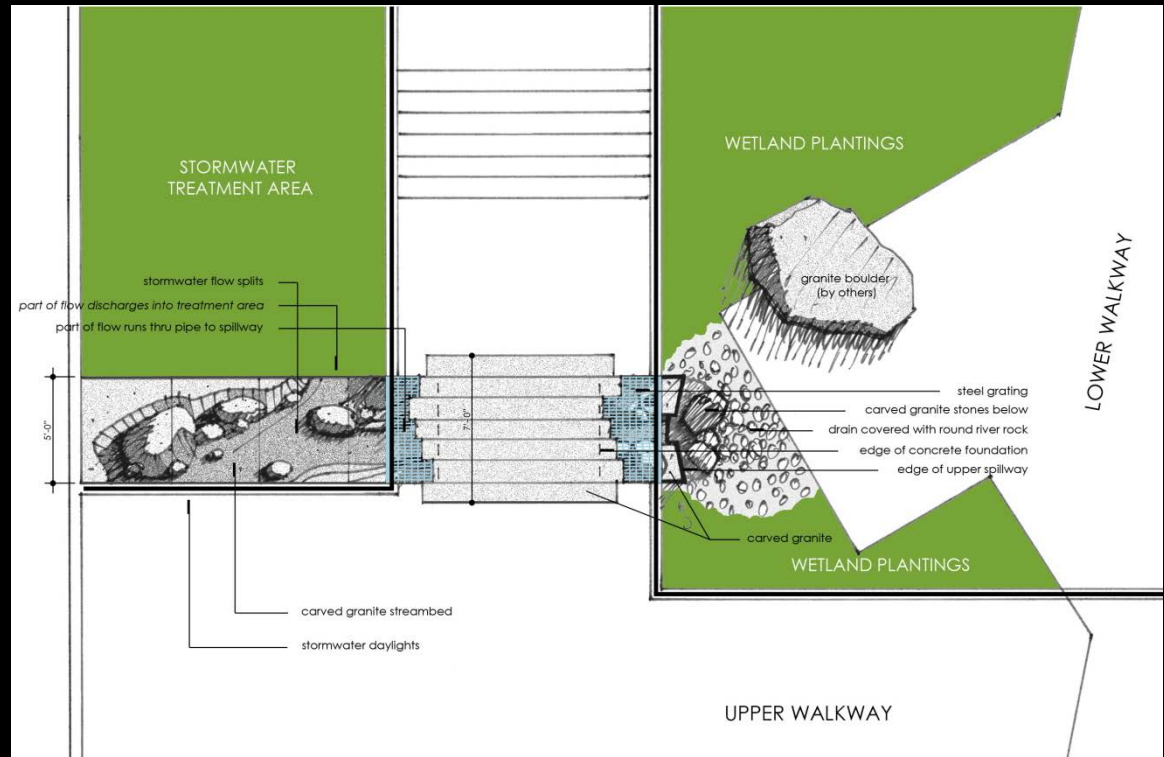 STORMWATER
TREATMENT AREA
WETLAND PLANTINGS
stormwater flow splits
part of flow discharges into treatment area
part of flow runs thru pipe to spillway
granite boulder
(by others)
LOWER WALKWAY
5'-0"
7'-0"
steel grating
carved granite stones below
drain covered with round river rock
edge of concrete foundation
edge of upper spillway
carved granite
WETLAND PLANTINGS
carved granite streambed
stormwater daylights
UPPER WALKWAY